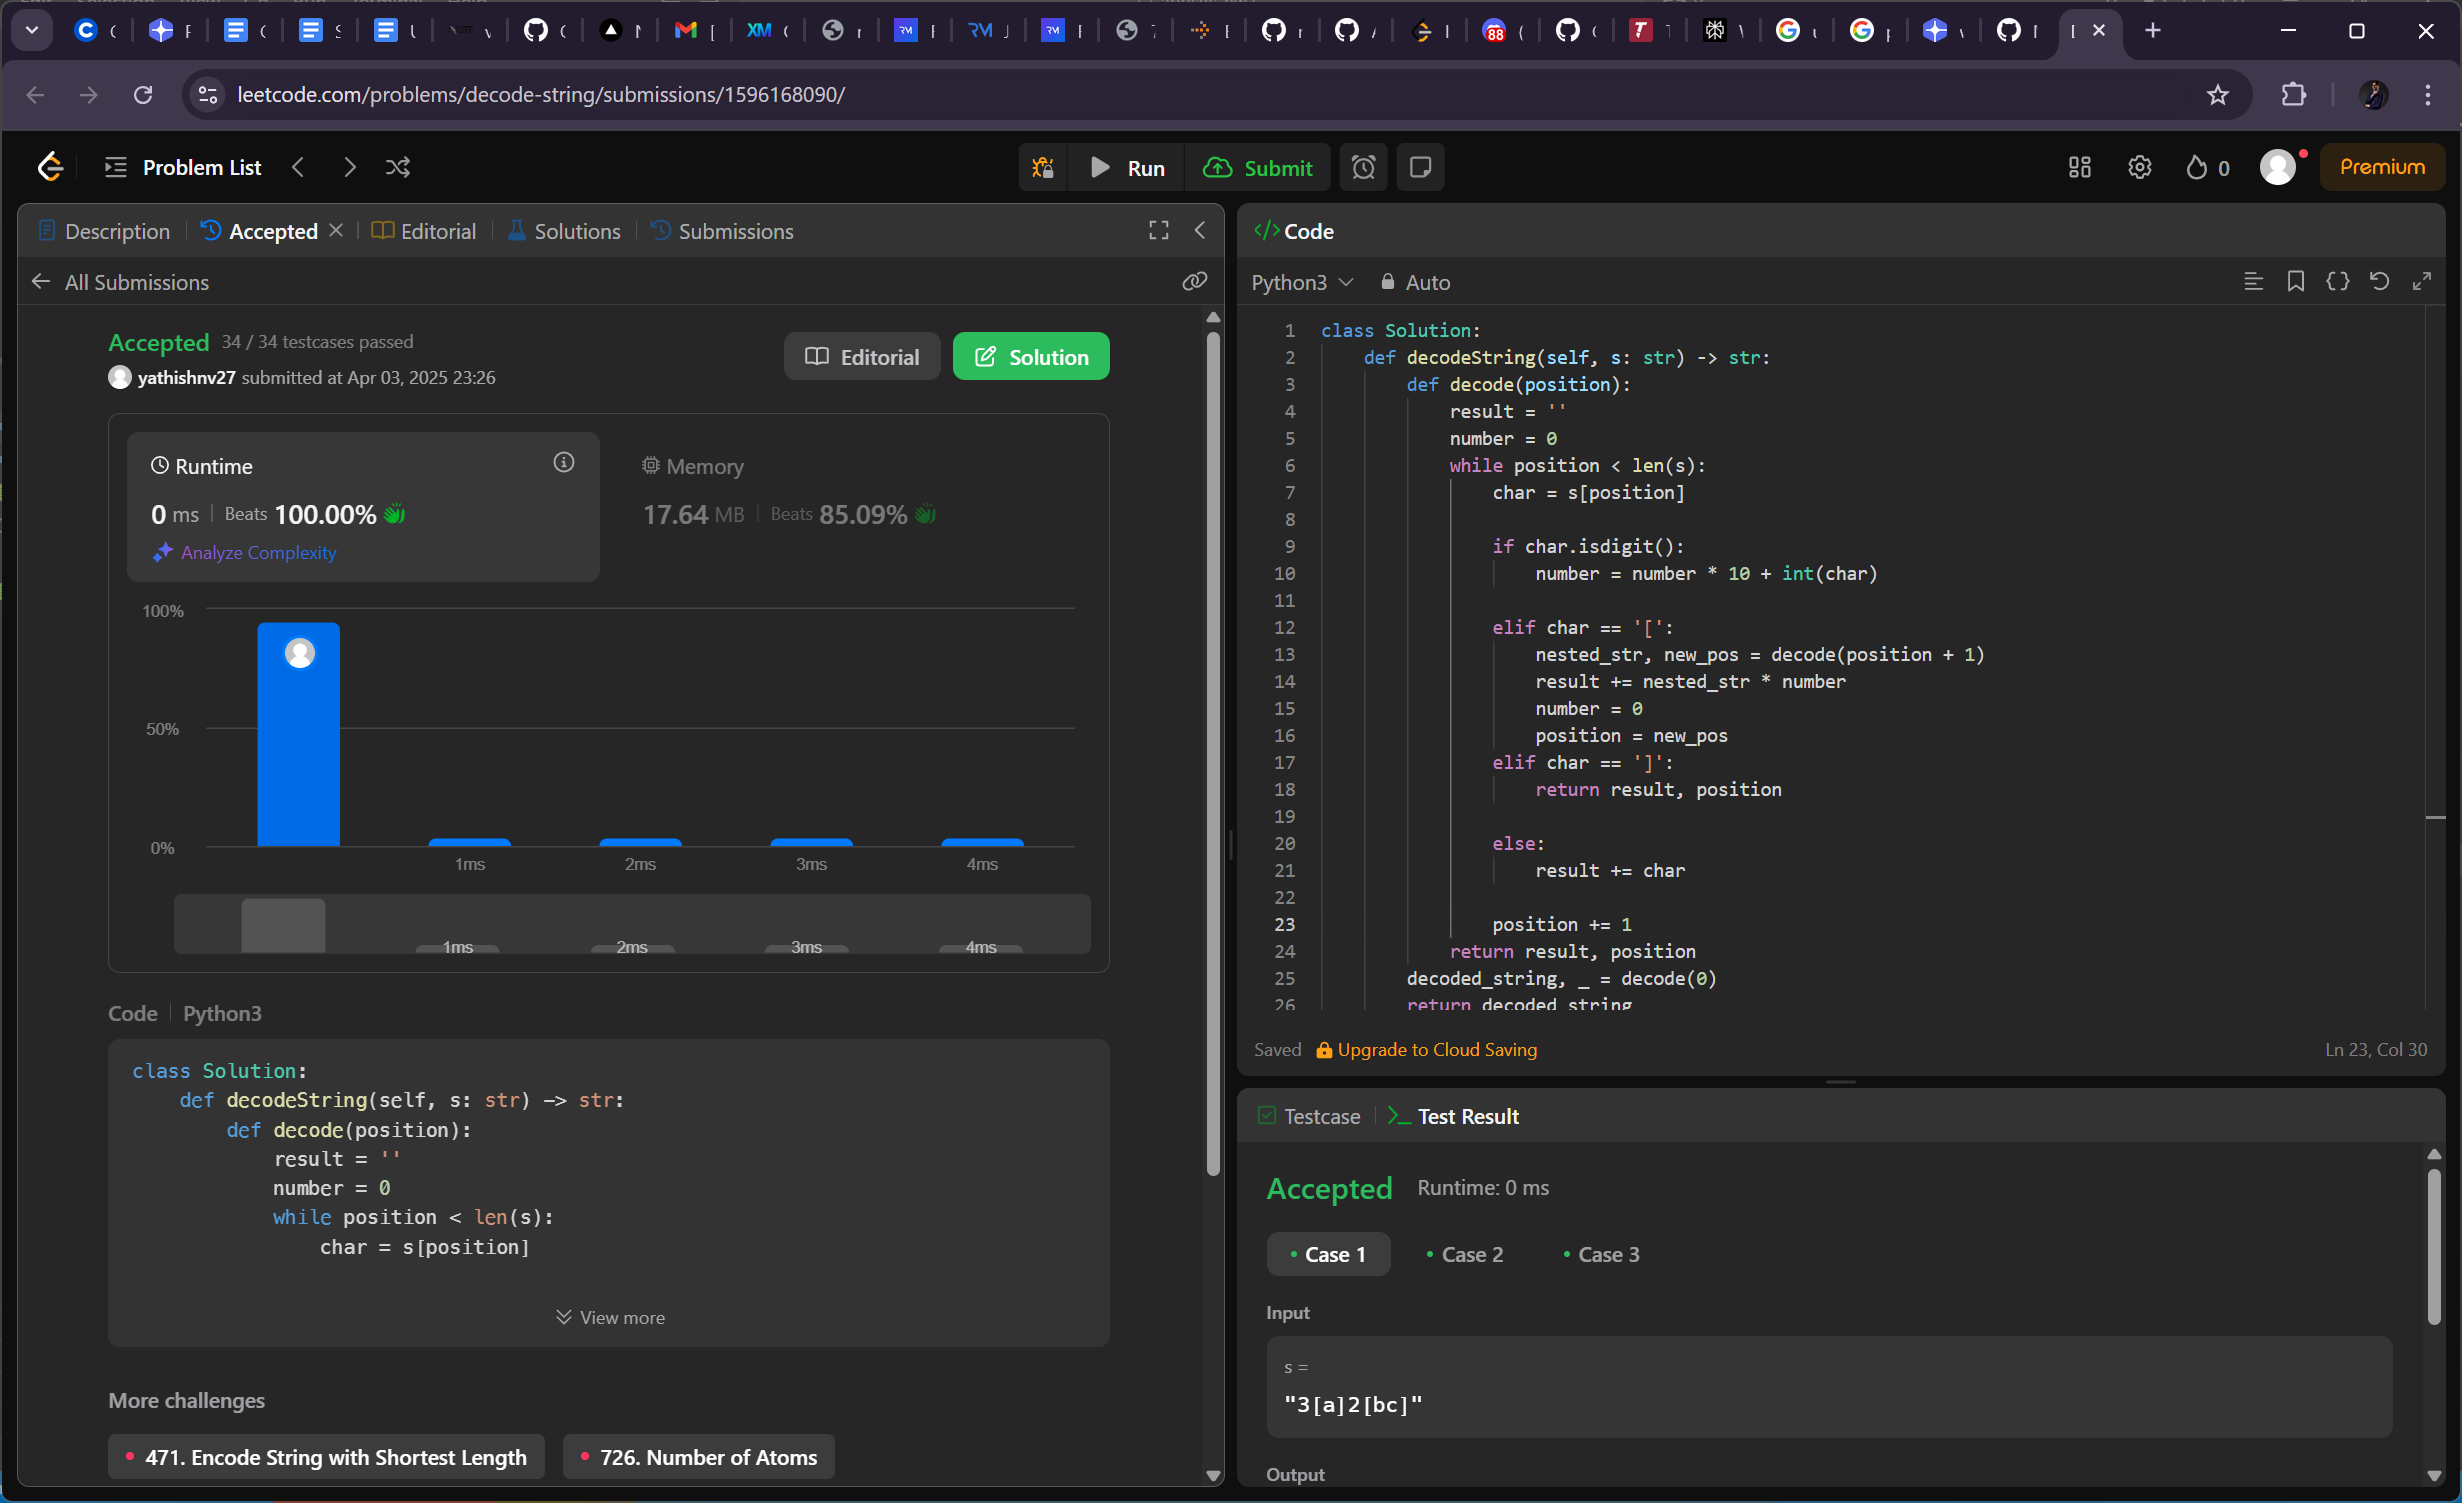 leetcode.com/problems/decode-string/submissions/1596168090/
Problem List
Run
Submit
0
Premium
Description
Accepted
Editorial
Solutions
Submissions
All Submissions
Accepted 34 / 34 testcases passed
yathishnv27 submitted at Apr 03, 2025 23:26
Editorial
Solution
Runtime
0 ms Beats 100.00%
Analyze Complexity
Memory
17.64 MB Beats 85.09%
100%
50%
0%
1ms 2ms 3ms 4ms
1ms 2ms 3ms 4ms
Code Python3
class Solution:
def decodeString(self, s: str) -> str:
def decode(position):
result = ''
number = 0
while position < len(s):
char = s[position]
View more
More challenges
471. Encode String with Shortest Length
726. Number of Atoms
</> Code
Python3 Auto
1 class Solution:
2 def decodeString(self, s: str) -> str:
3 def decode(position):
4 result = ''
5 number = 0
6 while position < len(s):
7 char = s[position]
8
9 if char.isdigit():
10 number = number * 10 + int(char)
11
12 elif char == '[':
13 nested_str, new_pos = decode(position + 1)
14 result += nested_str * number
15 number = 0
16 position = new_pos
17 elif char == ']':
18 return result, position
19
20 else:
21 result += char
22
23 position += 1
24 return result, position
25 decoded_string, _ = decode(0)
26 return decoded_string
Saved Upgrade to Cloud Saving
Ln 23, Col 30
Testcase
Test Result
Accepted Runtime: 0 ms
Case 1
Case 2
Case 3
Input
s =
"3[a]2[bc]"
Output